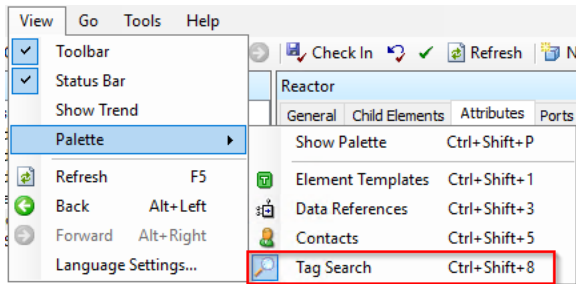 View Go Tools Help
Toolbar
Check In Refresh N
Status Bar
Reactor
Show Trend
General Child Elements Attributes Ports
Palette
Show Palette Ctrl+Shift+P
Refresh F5
Element Templates Ctrl+Shift+1
Back Alt+Left
Data References Ctrl+Shift+3
Forward Alt+Right
Contacts Ctrl+Shift+5
Language Settings...
Tag Search Ctrl+Shift+8